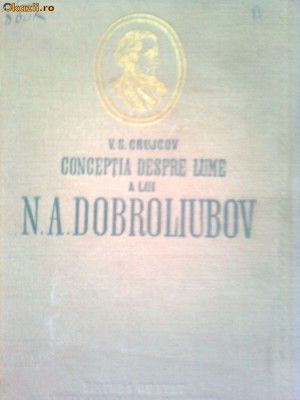 Okazii.ro
V. S. CRUJCOV
CONCEPȚIA DESPRE LUME
A LUI
N.A.DOBROLIUBOV